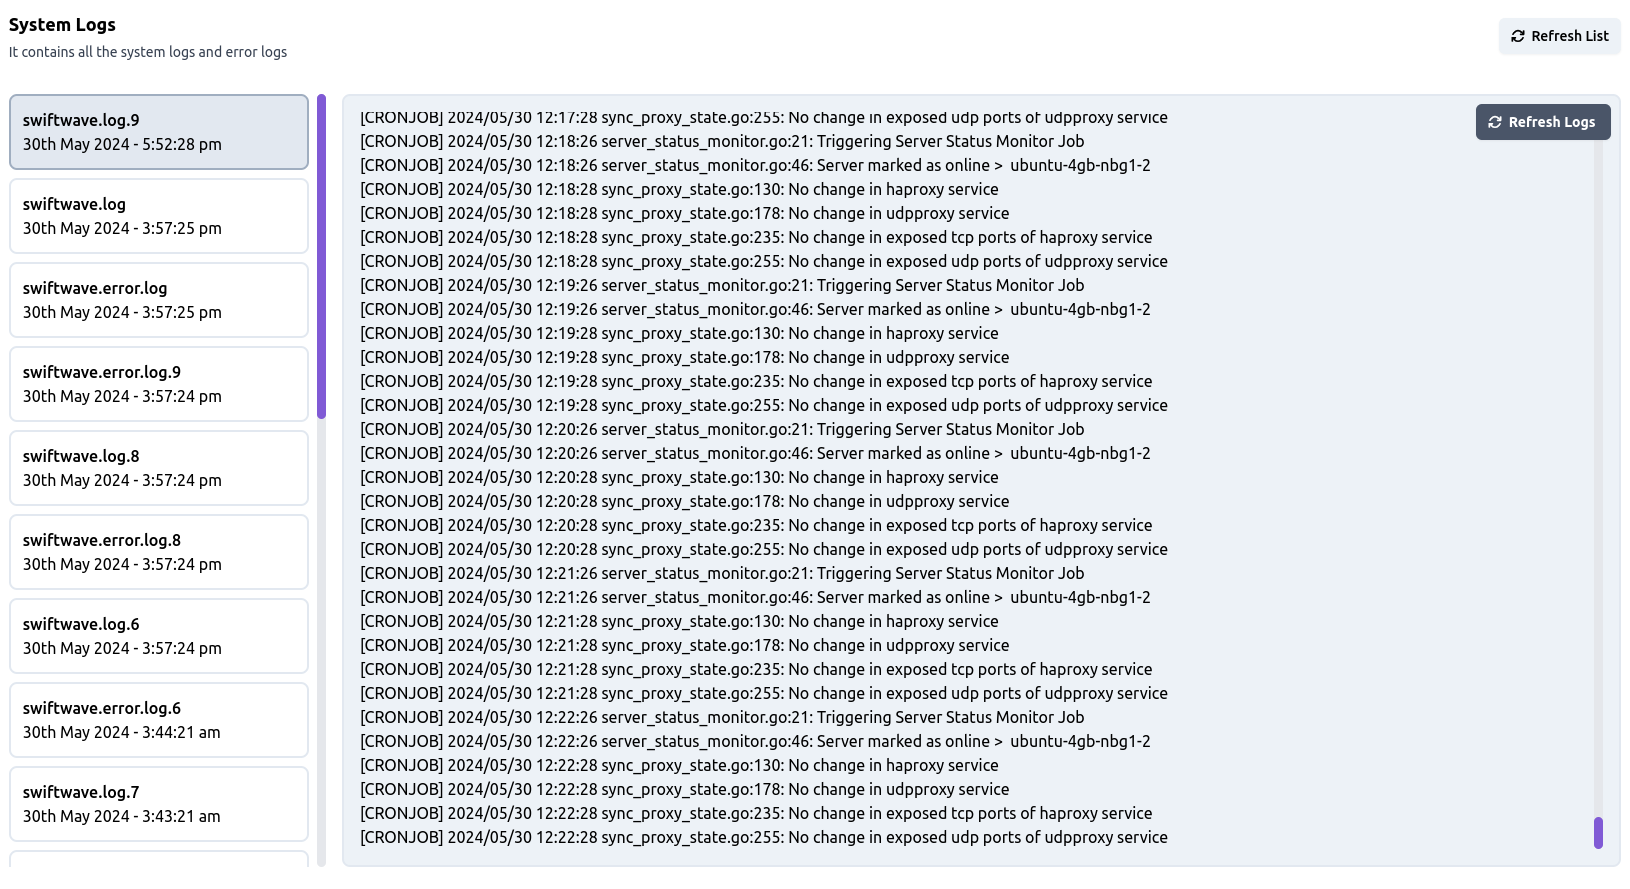 System Logs
It contains all the system logs and error logs
Refresh List
swiftwave.log.9
30th May 2024 - 5:52:28 pm
swiftwave.log
30th May 2024 - 3:57:25 pm
swiftwave.error.log
30th May 2024 - 3:57:25 pm
swiftwave.error.log.9
30th May 2024 - 3:57:24 pm
swiftwave.log.8
30th May 2024 - 3:57:24 pm
swiftwave.error.log.8
30th May 2024 - 3:57:24 pm
swiftwave.log.6
30th May 2024 - 3:57:24 pm
swiftwave.error.log.6
30th May 2024 - 3:44:21 am
swiftwave.log.7
30th May 2024 - 3:43:21 am
Refresh Logs
[CRONJOB] 2024/05/30 12:17:28 sync_proxy_state.go:255: No change in exposed udp ports of udpproxy service
[CRONJOB] 2024/05/30 12:18:26 server_status_monitor.go:21: Triggering Server Status Monitor Job
[CRONJOB] 2024/05/30 12:18:26 server_status_monitor.go:46: Server marked as online > ubuntu-4gb-nbg1-2
[CRONJOB] 2024/05/30 12:18:28 sync_proxy_state.go:130: No change in haproxy service
[CRONJOB] 2024/05/30 12:18:28 sync_proxy_state.go:178: No change in udpproxy service
[CRONJOB] 2024/05/30 12:18:28 sync_proxy_state.go:235: No change in exposed tcp ports of haproxy service
[CRONJOB] 2024/05/30 12:18:28 sync_proxy_state.go:255: No change in exposed udp ports of udpproxy service
[CRONJOB] 2024/05/30 12:19:26 server_status_monitor.go:21: Triggering Server Status Monitor Job
[CRONJOB] 2024/05/30 12:19:26 server_status_monitor.go:46: Server marked as online > ubuntu-4gb-nbg1-2
[CRONJOB] 2024/05/30 12:19:28 sync_proxy_state.go:130: No change in haproxy service
[CRONJOB] 2024/05/30 12:19:28 sync_proxy_state.go:178: No change in udpproxy service
[CRONJOB] 2024/05/30 12:19:28 sync_proxy_state.go:235: No change in exposed tcp ports of haproxy service
[CRONJOB] 2024/05/30 12:19:28 sync_proxy_state.go:255: No change in exposed udp ports of udpproxy service
[CRONJOB] 2024/05/30 12:20:26 server_status_monitor.go:21: Triggering Server Status Monitor Job
[CRONJOB] 2024/05/30 12:20:26 server_status_monitor.go:46: Server marked as online > ubuntu-4gb-nbg1-2
[CRONJOB] 2024/05/30 12:20:28 sync_proxy_state.go:130: No change in haproxy service
[CRONJOB] 2024/05/30 12:20:28 sync_proxy_state.go:178: No change in udpproxy service
[CRONJOB] 2024/05/30 12:20:28 sync_proxy_state.go:235: No change in exposed tcp ports of haproxy service
[CRONJOB] 2024/05/30 12:20:28 sync_proxy_state.go:255: No change in exposed udp ports of udpproxy service
[CRONJOB] 2024/05/30 12:21:26 server_status_monitor.go:21: Triggering Server Status Monitor Job
[CRONJOB] 2024/05/30 12:21:26 server_status_monitor.go:46: Server marked as online > ubuntu-4gb-nbg1-2
[CRONJOB] 2024/05/30 12:21:28 sync_proxy_state.go:130: No change in haproxy service
[CRONJOB] 2024/05/30 12:21:28 sync_proxy_state.go:178: No change in udpproxy service
[CRONJOB] 2024/05/30 12:21:28 sync_proxy_state.go:235: No change in exposed tcp ports of haproxy service
[CRONJOB] 2024/05/30 12:21:28 sync_proxy_state.go:255: No change in exposed udp ports of udpproxy service
[CRONJOB] 2024/05/30 12:22:26 server_status_monitor.go:21: Triggering Server Status Monitor Job
[CRONJOB] 2024/05/30 12:22:26 server_status_monitor.go:46: Server marked as online > ubuntu-4gb-nbg1-2
[CRONJOB] 2024/05/30 12:22:28 sync_proxy_state.go:130: No change in haproxy service
[CRONJOB] 2024/05/30 12:22:28 sync_proxy_state.go:178: No change in udpproxy service
[CRONJOB] 2024/05/30 12:22:28 sync_proxy_state.go:235: No change in exposed tcp ports of haproxy service
[CRONJOB] 2024/05/30 12:22:28 sync_proxy_state.go:255: No change in exposed udp ports of udpproxy service